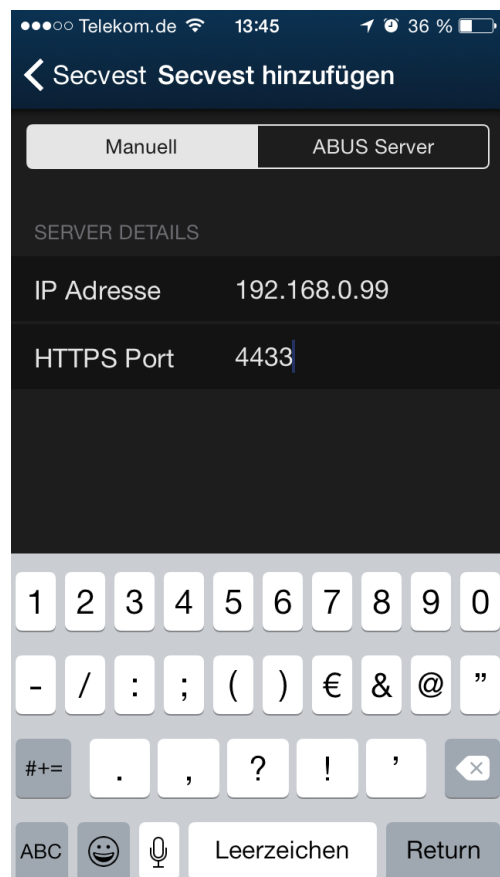 Telekom.de 13:45 36 %
Secvest Secvest hinzufügen
Manuell ABUS Server
SERVER DETAILS
IP Adresse 192.168.0.99
HTTPS Port 4433
1 2 3 4 5 6 7 8 9 0
- / : ; ( ) € & @ "
#+= . , ? ! '
ABC Leerzeichen Return